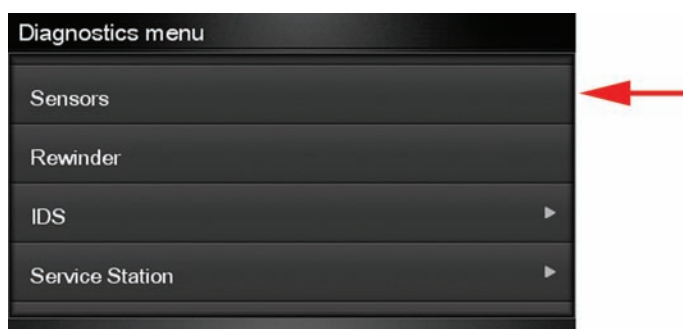 Diagnostics menu
Sensors
Rewinder
IDS
Service Station